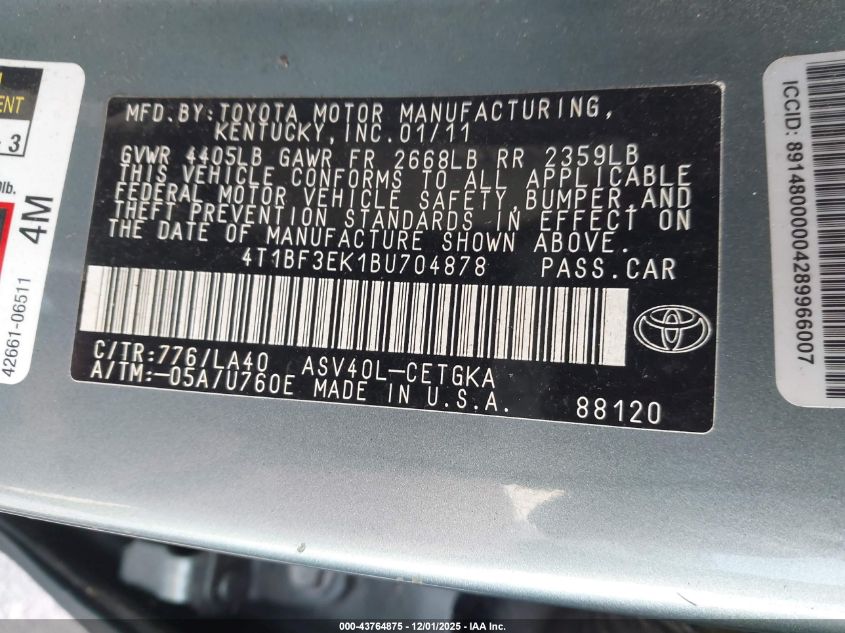 MFD.BY:TOYOTA MOTOR MANUFACTURING,
KENTUCKY,INC.01/11
GVWR 4405LB GAWR FR 2668LB RR 2359LB
THIS VEHICLE CONFORMS TO ALL APPLICABLE
FEDERAL MOTOR VEHICLE SAFETY,BUMPER,AND
THEFT PREVENTION STANDARDS IN EFFECT ON
THE DATE OF MANUFACTURE SHOWN ABOVE.
4T1BF3EK1BU704878 PASS.CAR
C/TR:776/LA40 ASV40L-CETGKA
A/TM:-05A/U760E MADE IN U.S.A.
88120
3
lb.
4M
42661-06511
ICCID: 89148000004289966007
000-43764875 - 12/01/2025 - IAA Inc.